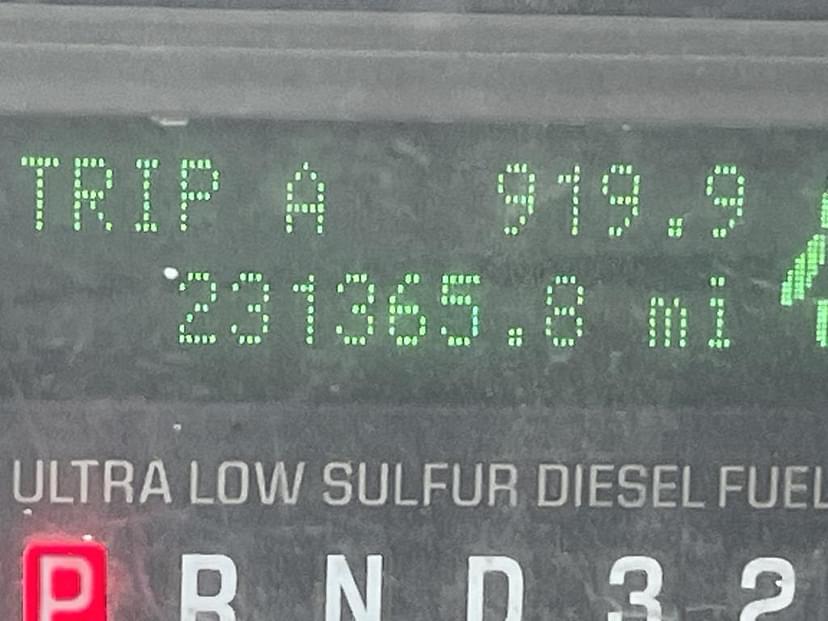 TRIP A 919.9
231365.8 mi
ULTRA LOW SULFUR DIESEL FUEL
P R N D 3 2